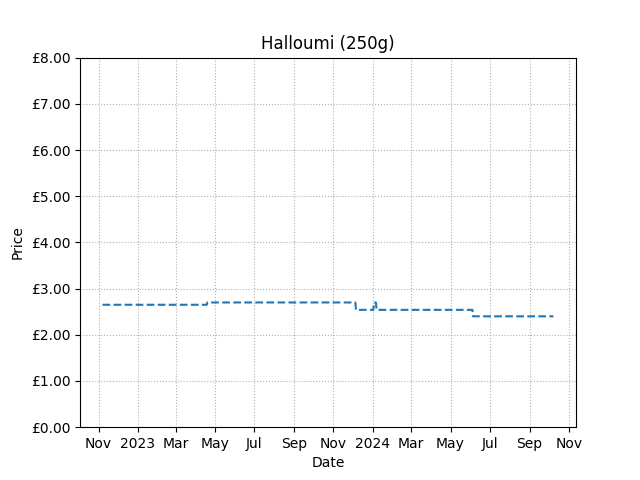 Halloumi (250g)
£8.00
£7.00
£6.00
£5.00
£4.00
£3.00
£2.00
£1.00
£0.00
Price
Nov 2023 Mar May Jul Sep Nov 2024 Mar May Jul Sep Nov
Date